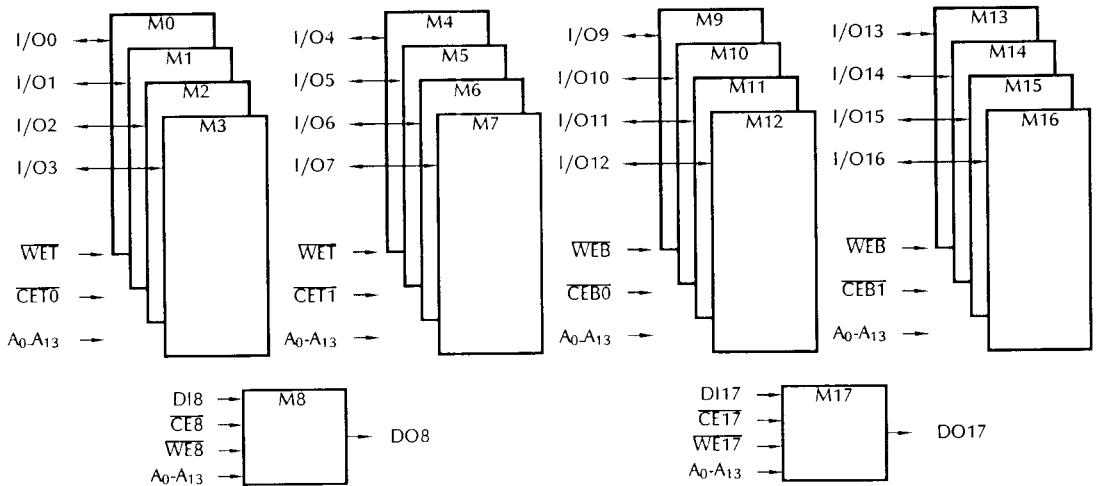 M0
M1
M2
M3
I/O0
I/O1
I/O2
I/O3
WET
CET0
A0-A13
M4
M5
M6
M7
I/O4
I/O5
I/O6
I/O7
WET
CET1
A0-A13
M9
M10
M11
M12
I/O9
I/O10
I/O11
I/O12
WEB
CEB0
A0-A13
M13
M14
M15
M16
I/O13
I/O14
I/O15
I/O16
WEB
CEB1
A0-A13
M8
DI8
CE8
WE8
A0-A13
DO8
M17
DI17
CE17
WE17
A0-A13
DO17